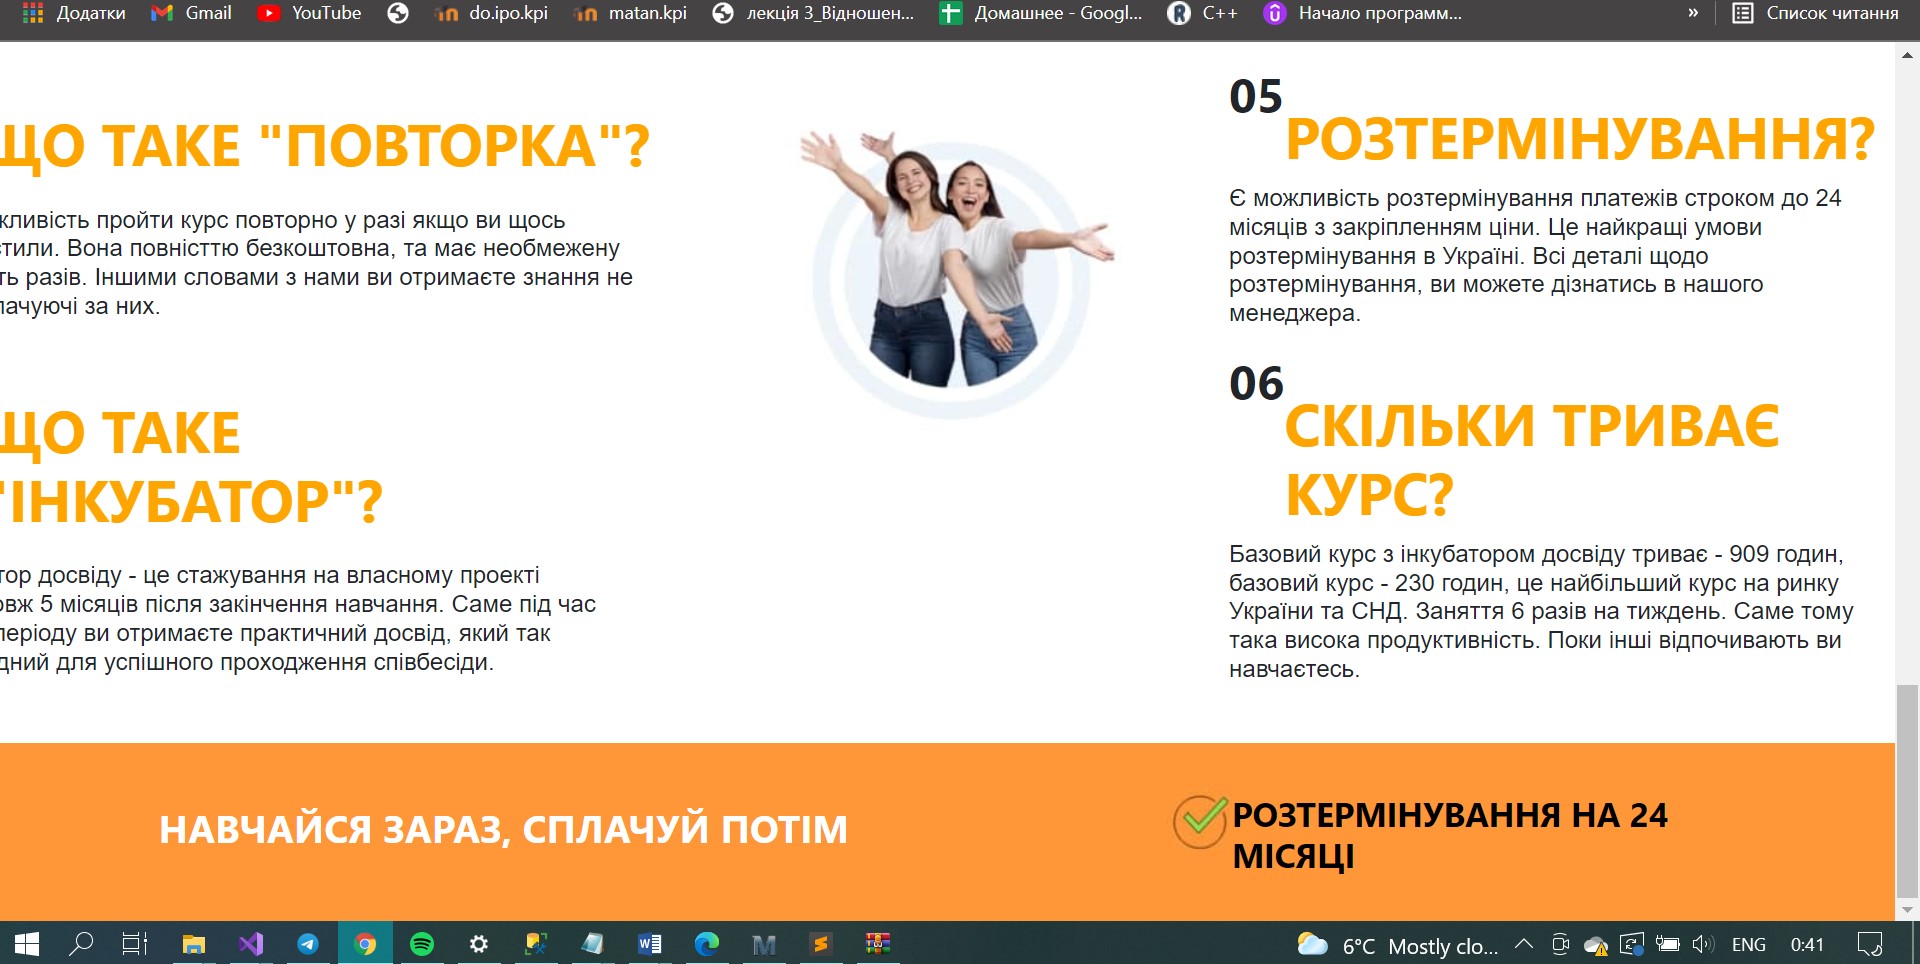 Додатки
Gmail
YouTube
do.ipo.kpi
matan.kpi
лекція 3_Відношен...
Домашнее - Googl...
C++
Начало программ...
»
Список читання
ЩО ТАКЕ "ПОВТОРКА"?
жливість пройти курс повторно у разі якщо ви щось
стили. Вона повністтю безкоштовна, та має необмежену
ть разів. Іншими словами з нами ви отримаєте знання не
лачуючі за них.
ЩО ТАКЕ
"ІНКУБАТОР"?
тор досвіду - це стажування на власному проекті
овж 5 місяців після закінчення навчання. Саме під час
періоду ви отримаєте практичний досвід, який так
дний для успішного проходження співбесіди.
05
РОЗТЕРМІНУВАННЯ?
Є можливість розтермінування платежів строком до 24
місяців з закріпленням ціни. Це найкращі умови
розтермінування в Україні. Всі деталі щодо
розтермінування, ви можете дізнатись в нашого
менеджера.
06
СКІЛЬКИ ТРИВАЄ
КУРС?
Базовий курс з інкубатором досвіду триває - 909 годин,
базовий курс - 230 годин, це найбільший курс на ринку
України та СНД. Заняття 6 разів на тиждень. Саме тому
така висока продуктивність. Поки інші відпочивають ви
навчаєтесь.
НАВЧАЙСЯ ЗАРАЗ, СПЛАЧУЙ ПОТІМ
РОЗТЕРМІНУВАННЯ НА 24
МІСЯЦІ
6°C Mostly clo...
ENG
0:41